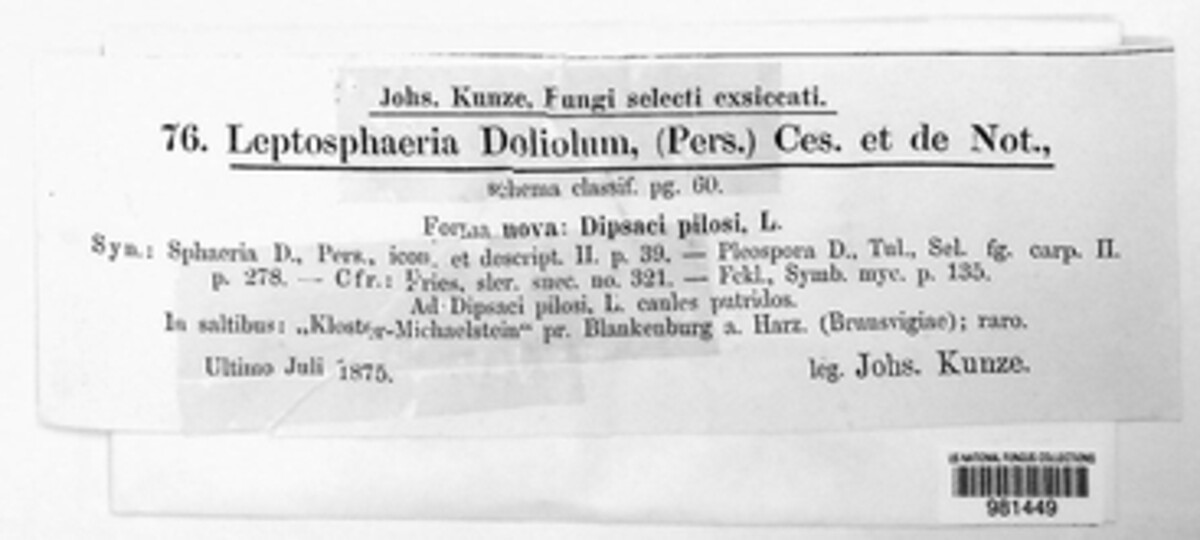 Johs. Kunze, Fungi selecti exsiccati.
76. Leptosphaeria Doliolum, (Pers.) Ces. et de Not.,
schema classif. pg. 60.
Forma nova: Dipsaci pilosi, L.
Syn.: Sphaeria D., Pers., icon. et descript. II. p. 39. — Pleospora D., Tul., Sel. fg. carp. II.
p. 278. — Cfr.: Fries, sler. suec. no. 321. — Fckl., Symb. myc. p. 135.
Ad Dipsaci pilosi, L. caules putridos.
In saltibus: „Kloster-Michaelstein“ pr. Blankenburg a. Harz. (Brunsvigiae); raro.
Ultimo Juli 1875.
leg. Johs. Kunze.
US NATIONAL FUNGUS COLLECTIONS
981449